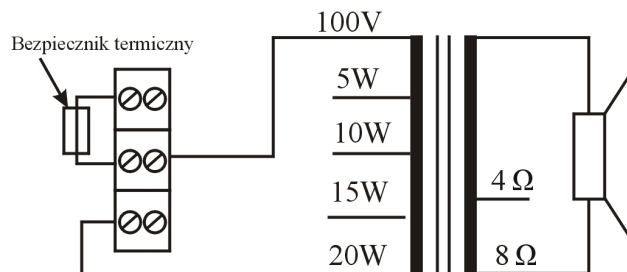 100V
Bezpiecznik termiczny
5W
10W
15W
4 Ω
20W
8 Ω